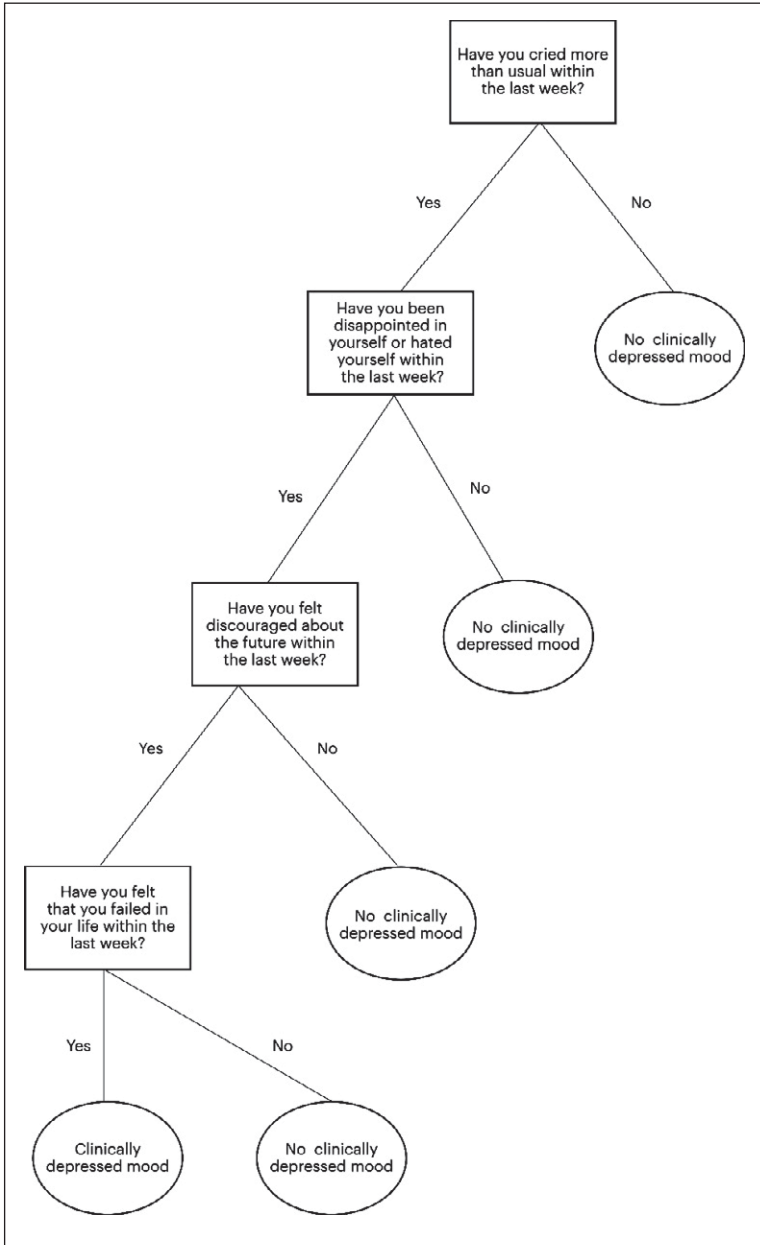 Have you cried more
than usual within
the last week?
Yes
No
Have you been
disappointed in
yourself or hated
yourself within
the last week?
No clinically
depressed mood
Yes
No
Have you felt
discouraged about
the future within
the last week?
No clinically
depressed mood
Yes
No
Have you felt
that you failed in
your life within the
last week?
No clinically
depressed mood
Yes
No
Clinically
depressed mood
No clinically
depressed mood